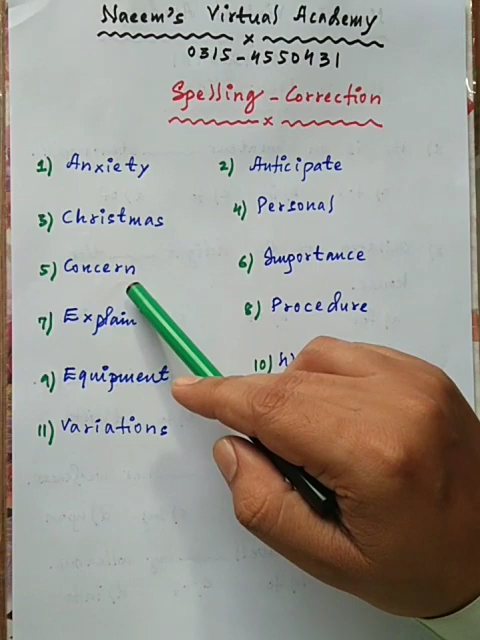 Naeem's Virtual Academy
0315-4550431
Spelling-Correction
1) Anxiety 2) Anticipate
3) Christmas 4) Personal
5) Concern 6) Importance
7) Explain 8) Procedure
9) Equipment 10)
11) Variations